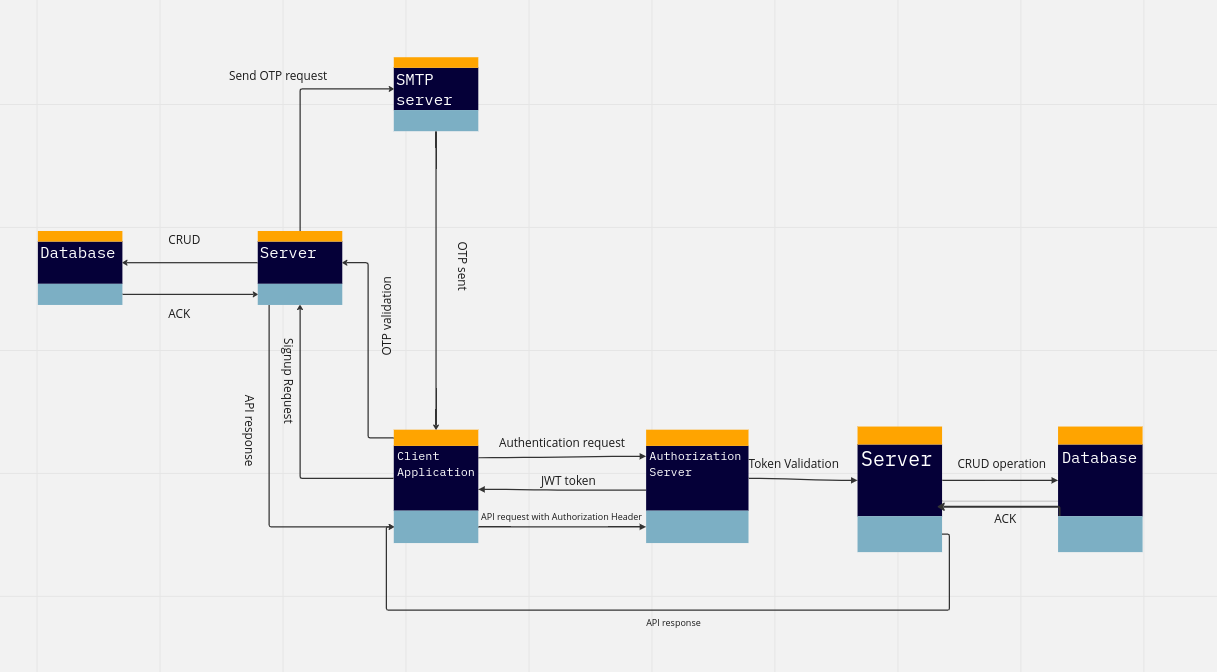 Send OTP request
SMTP
server
CRUD
Database
Server
OTP sent
OTP validation
ACK
Signup Request
API response
Authentication request
Client
Application
Authorization
Server
Token Validation
Server
CRUD operation
Database
JWT token
API request with Authorization Header
ACK
API response